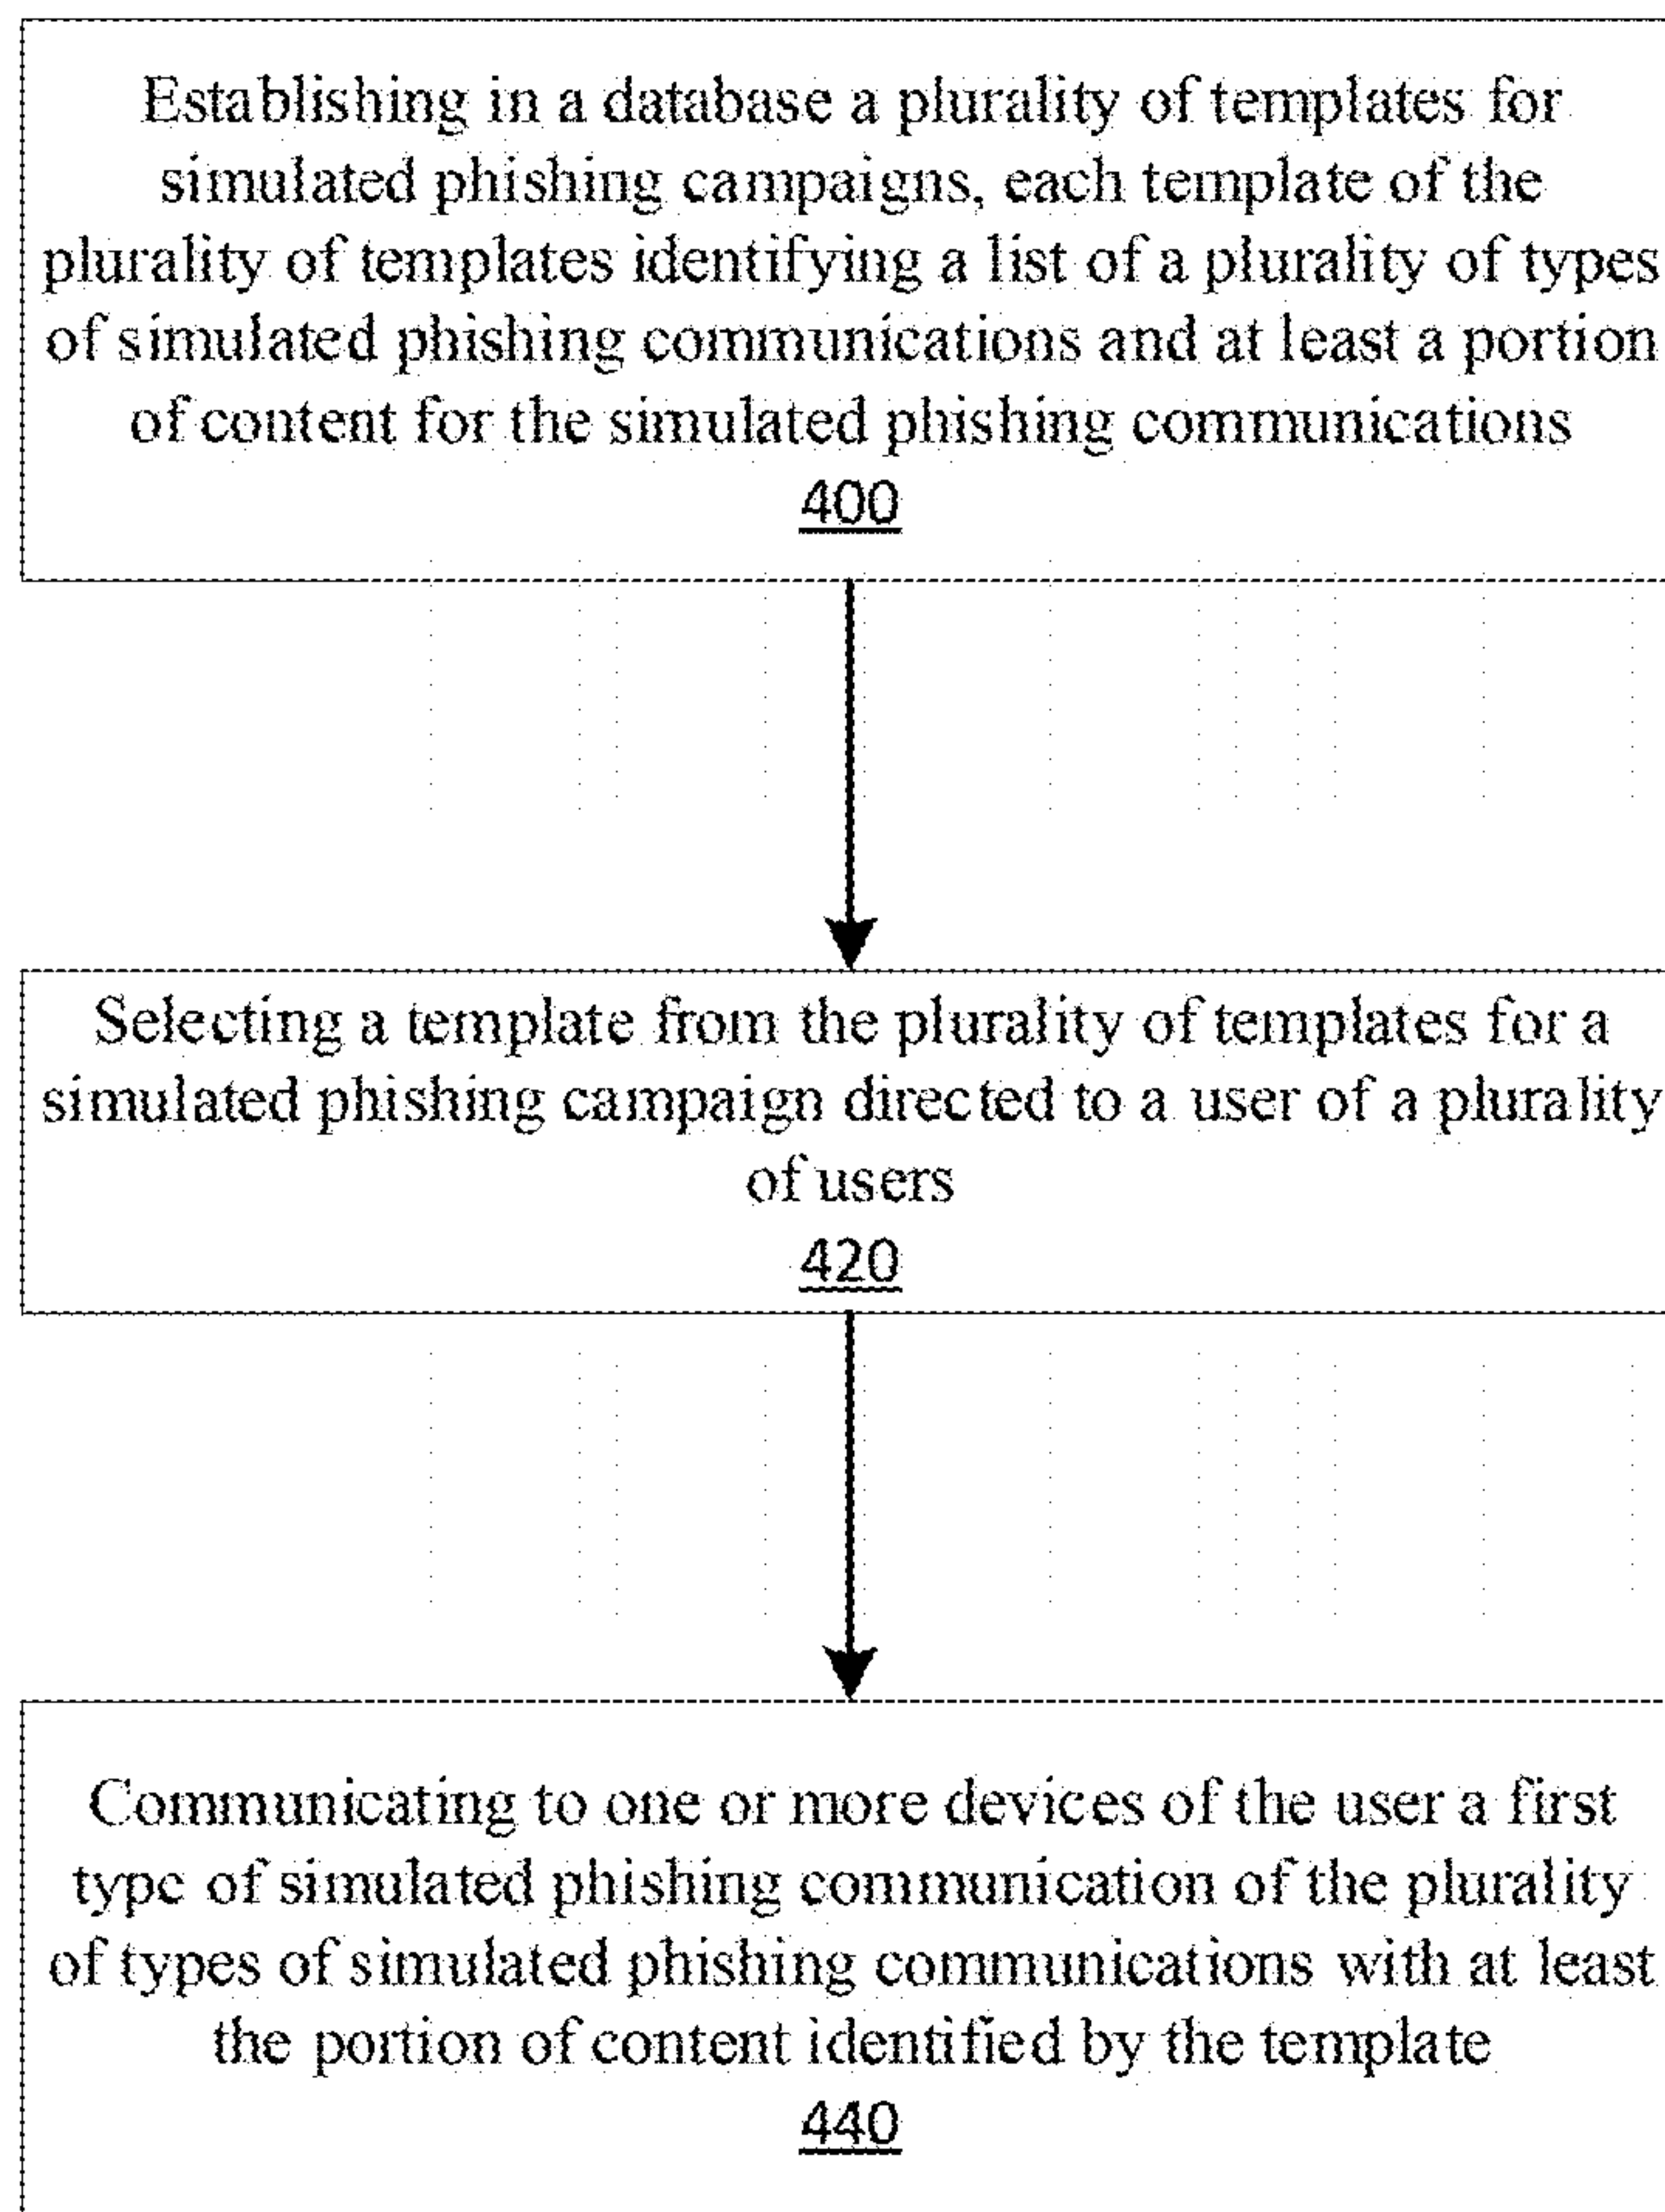 Establishing in a database a plurality of templates for
simulated phishing campaigns, each template of the
plurality of templates identifying a list of a plurality of types
of simulated phishing communications and at least a portion
of content for the simulated phishing communications
400
Selecting a template from the plurality of templates for a
simulated phishing campaign directed to a user of a plurality
of users
420
Communicating to one or more devices of the user a first
type of simulated phishing communication of the plurality
of types of simulated phishing communications with at least
the portion of content identified by the template
440